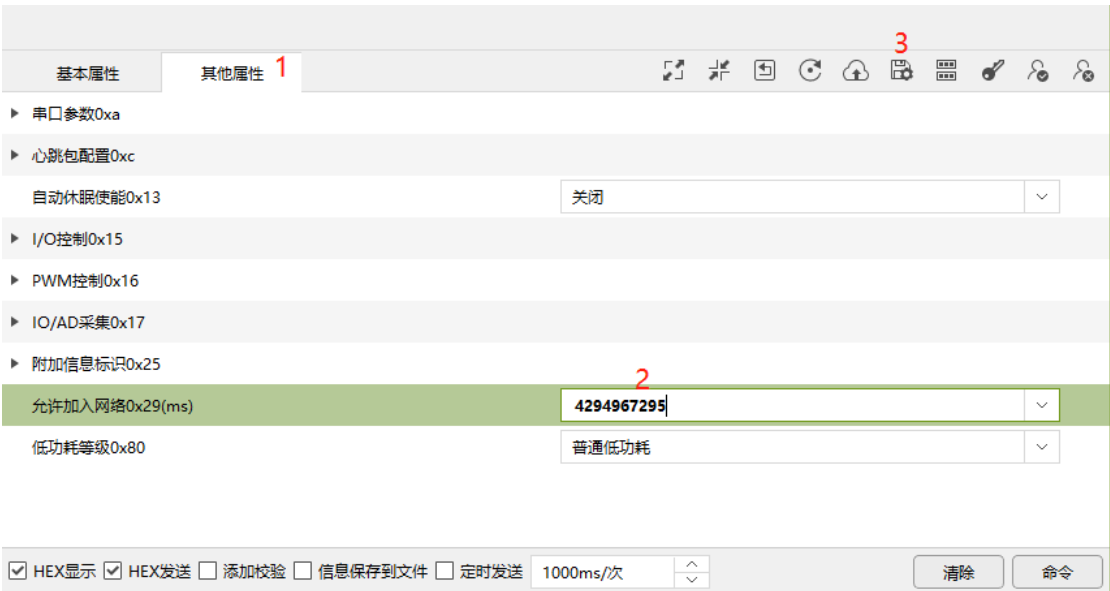 3
基本属性 其他属性 1
串口参数0xa
心跳包配置0xc
自动休眠使能0x13 关闭
I/O控制0x15
PWM控制0x16
IO/AD采集0x17
附加信息标识0x25
2
允许加入网络0x29(ms) 4294967295
低功耗等级0x80 普通低功耗
HEX显示 HEX发送 添加校验 信息保存到文件 定时发送 1000ms/次 清除 命令